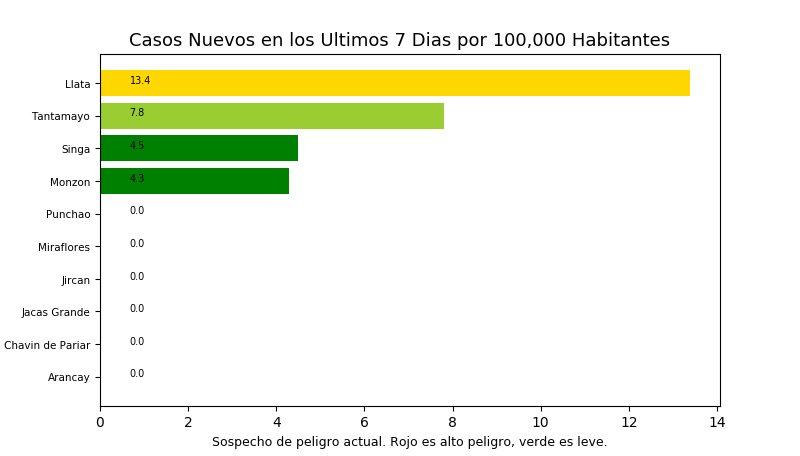 Casos Nuevos en los Ultimos 7 Dias por 100,000 Habitantes
Llata 13.4
Tantamayo 7.8
Singa 4.5
Monzon 4.3
Punchao 0.0
Miraflores 0.0
Jircan 0.0
Jacas Grande 0.0
Chavin de Pariar 0.0
Arancay 0.0
0 2 4 6 8 10 12 14
Sospecho de peligro actual. Rojo es alto peligro, verde es leve.